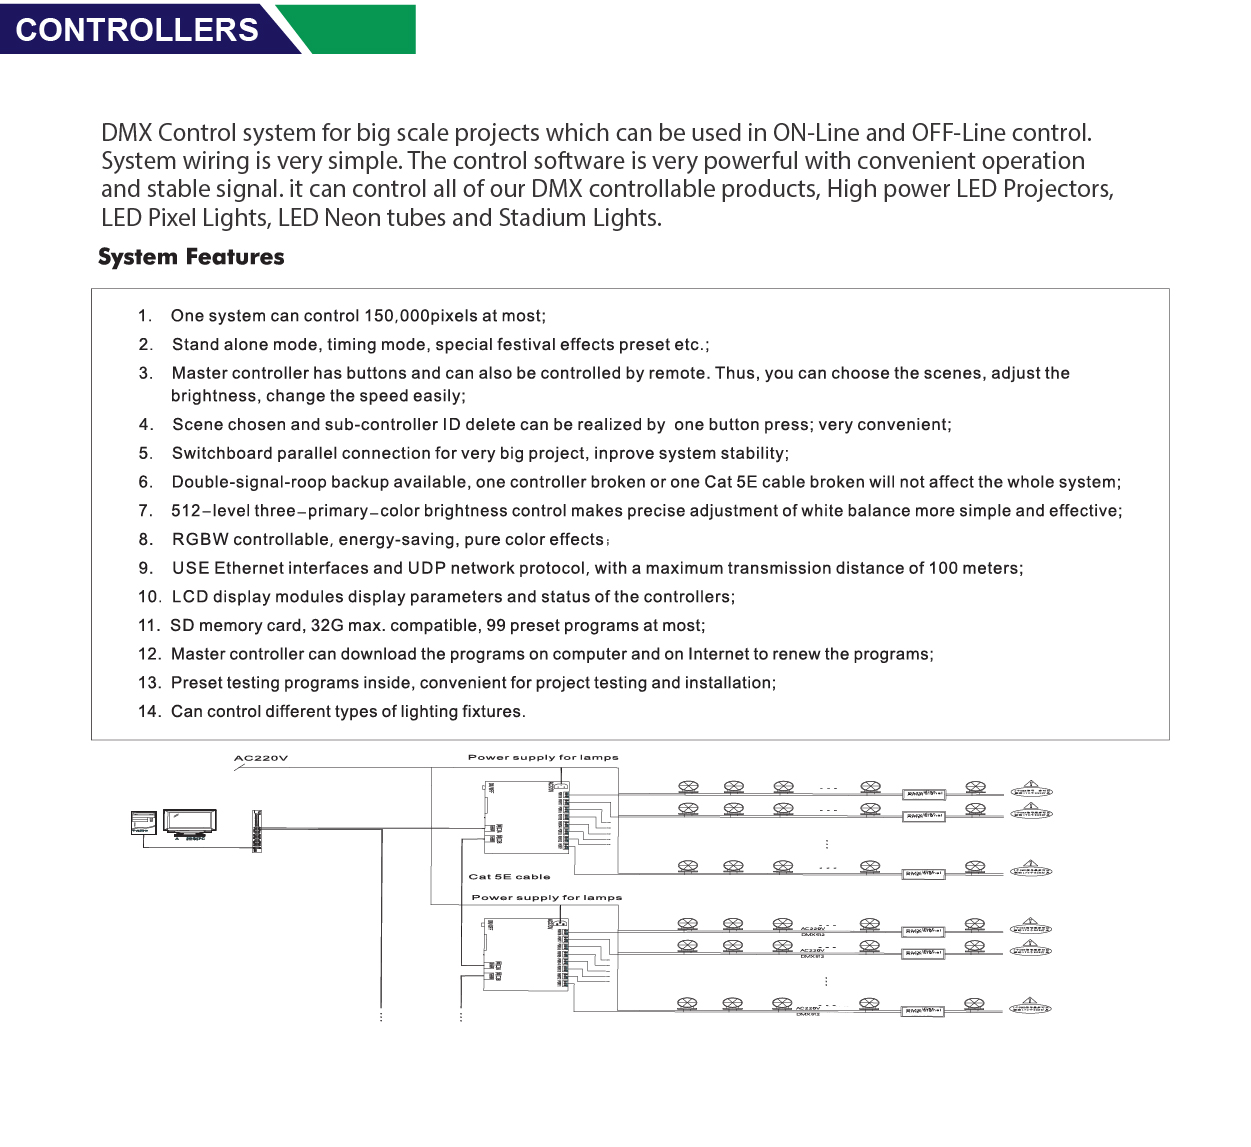 CONTROLLERS
DMX Control system for big scale projects which can be used in ON-Line and OFF-Line control.
System wiring is very simple. The control software is very powerful with convenient operation
and stable signal. it can control all of our DMX controllable products, High power LED Projectors,
LED Pixel Lights, LED Neon tubes and Stadium Lights.
System Features
1. One system can control 150,000pixels at most;
2. Stand alone mode, timing mode, special festival effects preset etc.;
3. Master controller has buttons and can also be controlled by remote. Thus, you can choose the scenes, adjust the
brightness, change the speed easily;
4. Scene chosen and sub-controller ID delete can be realized by one button press; very convenient;
5. Switchboard parallel connection for very big project, inprove system stability;
6. Double-signal-roop backup available, one controller broken or one Cat 5E cable broken will not affect the whole system;
7. 512–level three–primary–color brightness control makes precise adjustment of white balance more simple and effective;
8. RGBW controllable, energy-saving, pure color effects;
9. USE Ethernet interfaces and UDP network protocol, with a maximum transmission distance of 100 meters;
10. LCD display modules display parameters and status of the controllers;
11. SD memory card, 32G max. compatible, 99 preset programs at most;
12. Master controller can download the programs on computer and on Internet to renew the programs;
13. Preset testing programs inside, convenient for project testing and installation;
14. Can control different types of lighting fixtures.
AC220V
Power supply for lamps
Cat 5E cable
Power supply for lamps
AC220V
DMX512
AC220V
DMX512
AC220V
DMX512